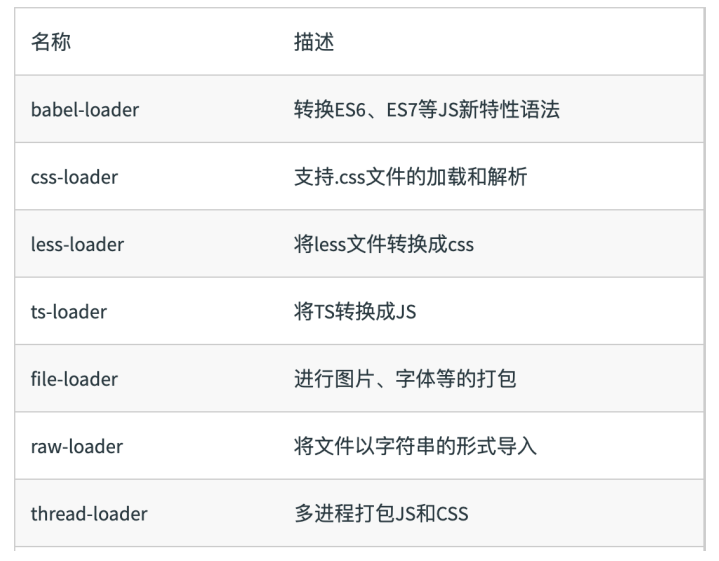 名称 描述
babel-loader 转换ES6、ES7等JS新特性语法
css-loader 支持.css文件的加载和解析
less-loader 将less文件转换成css
ts-loader 将TS转换成JS
file-loader 进行图片、字体等的打包
raw-loader 将文件以字符串的形式导入
thread-loader 多进程打包JS和CSS